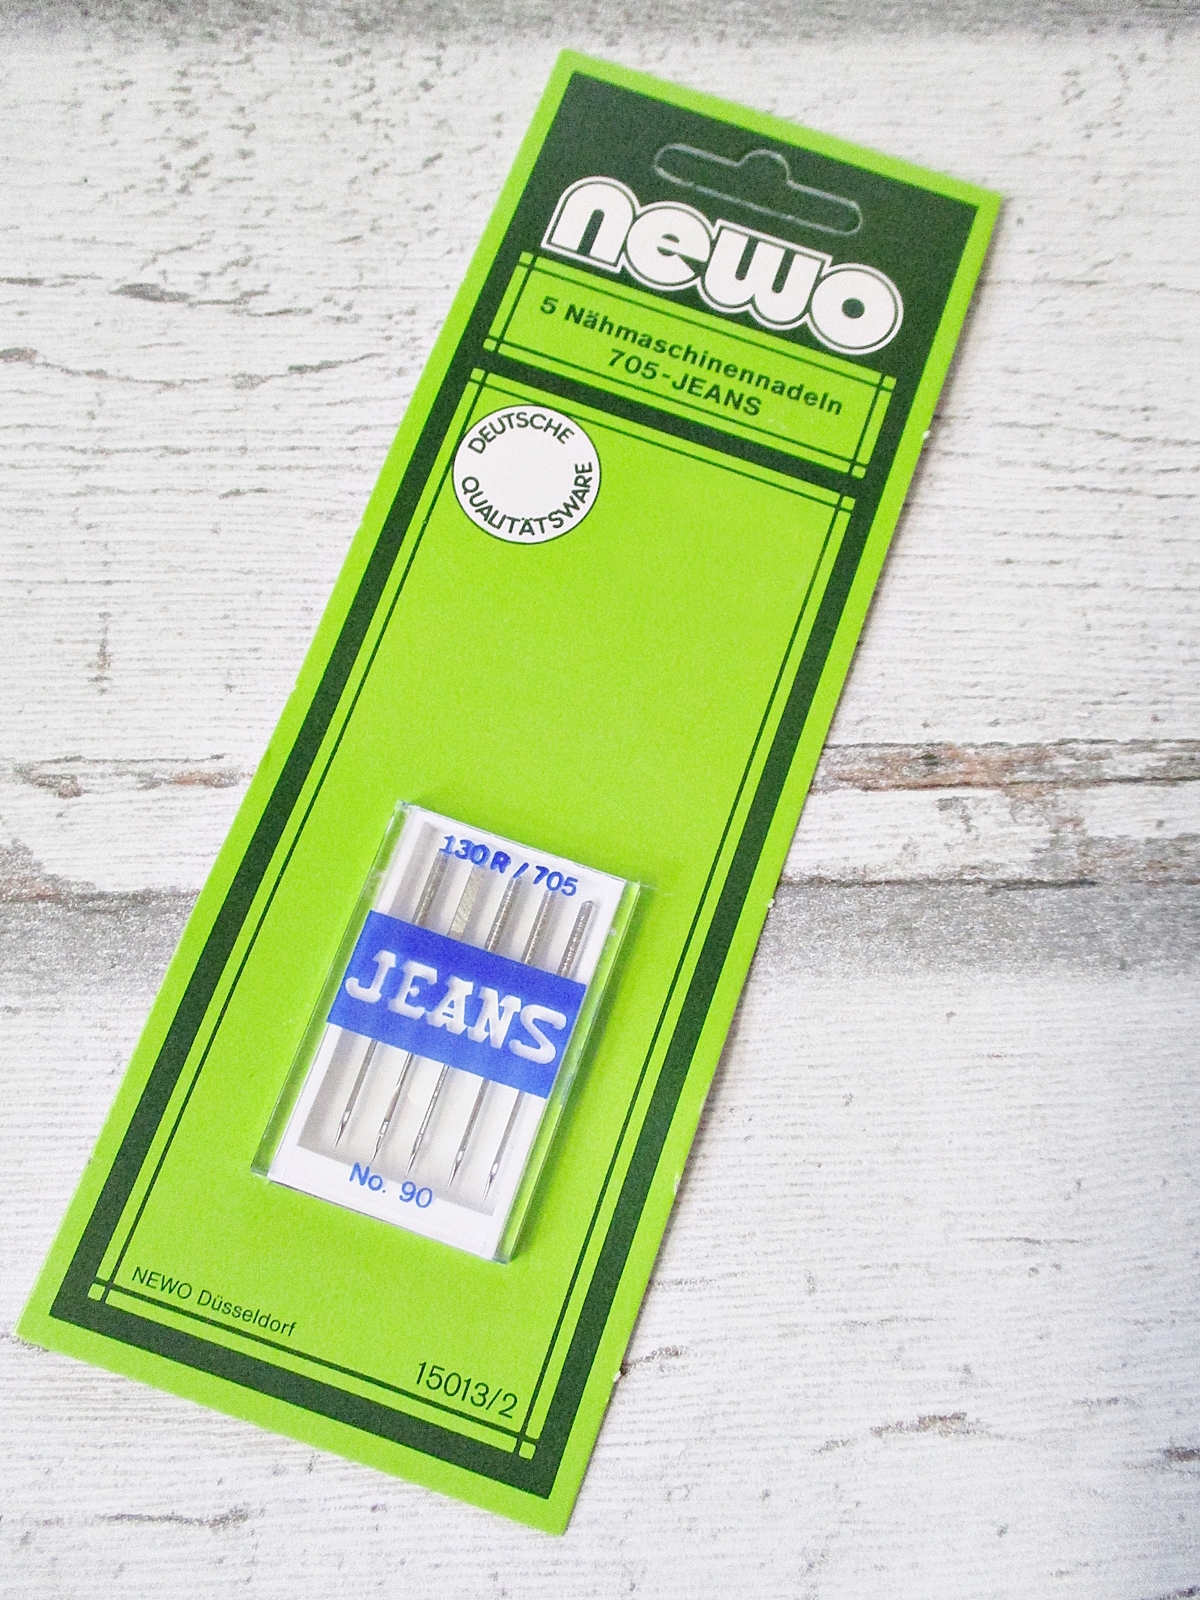 newo
5 Nähmaschinennadeln
705-JEANS
DEUTSCHE
QUALITÄTSWARE
130 R / 705
JEANS
No. 90
NEWO Düsseldorf
15013/2